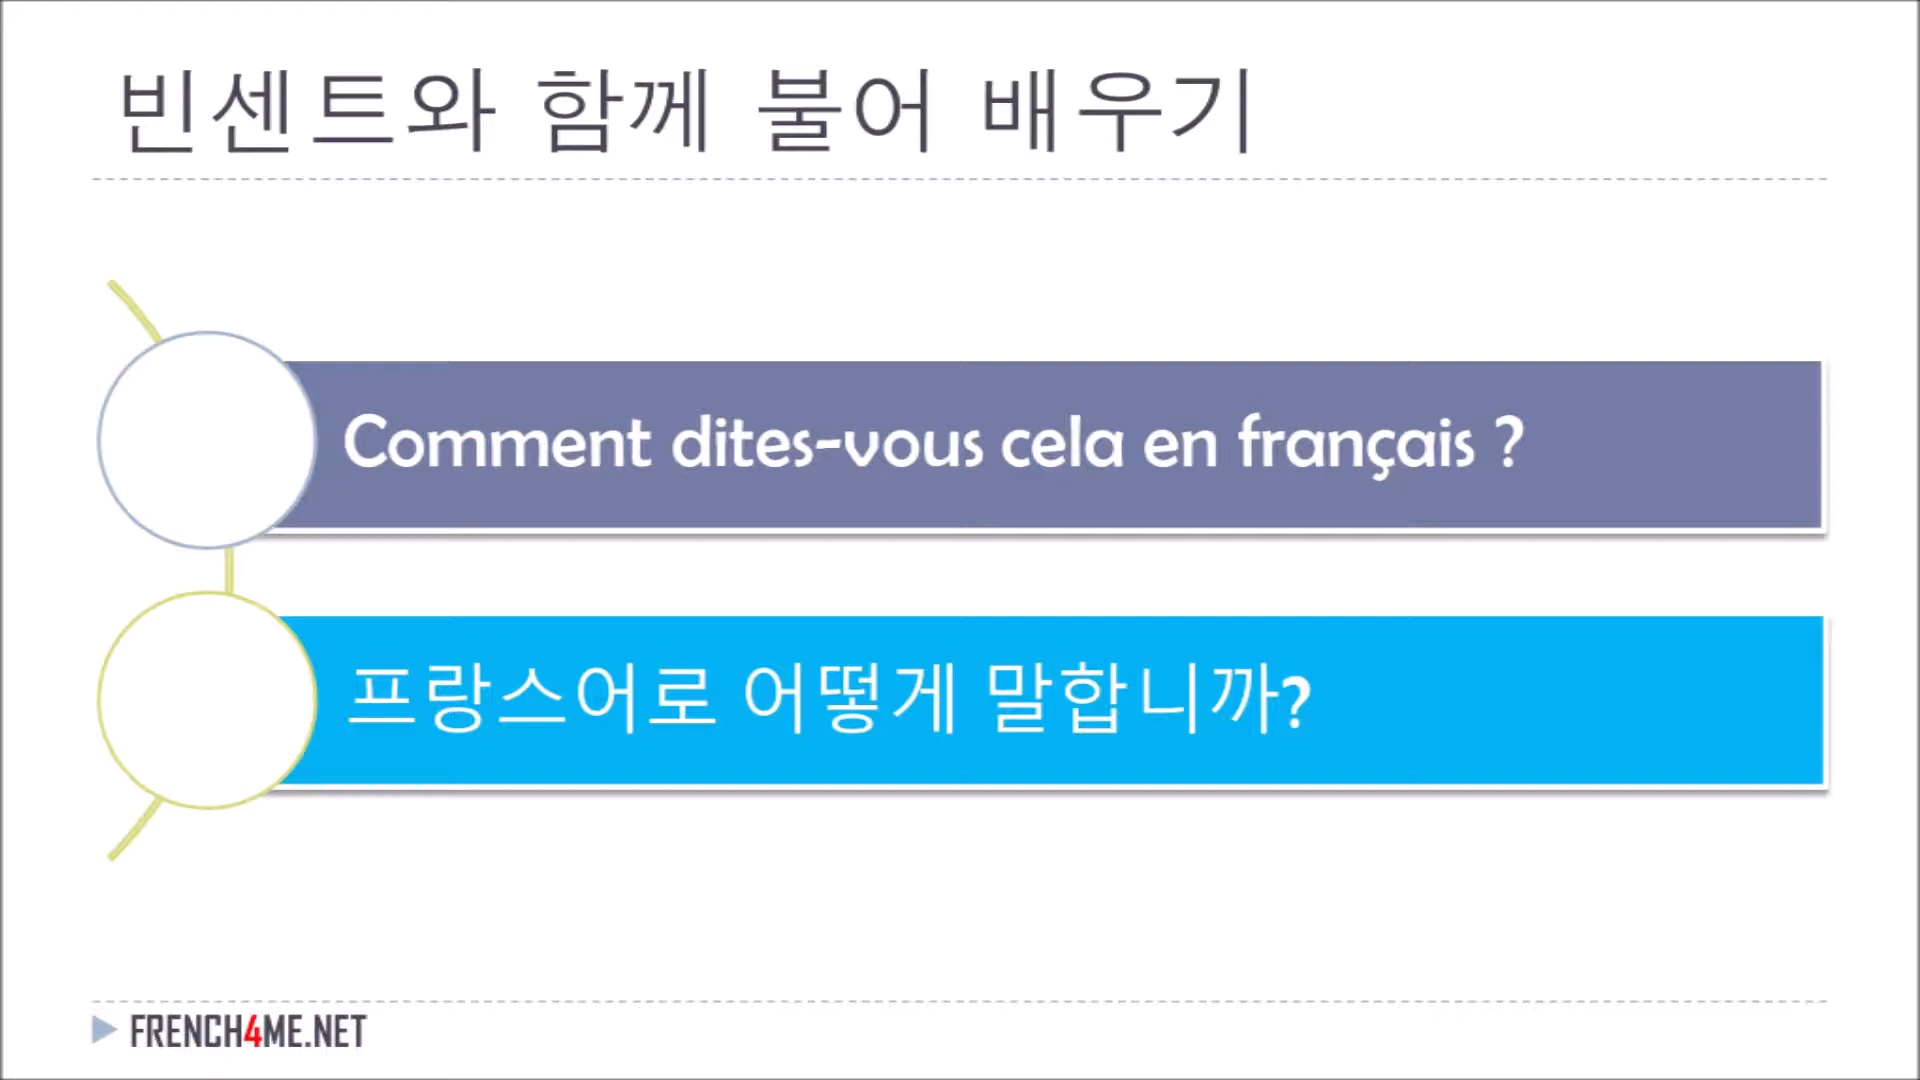 빈센트와 함께 불어 배우기
Comment dites-vous cela en français ?
프랑스어로 어떻게 말합니까?
FRENCH4ME.NET